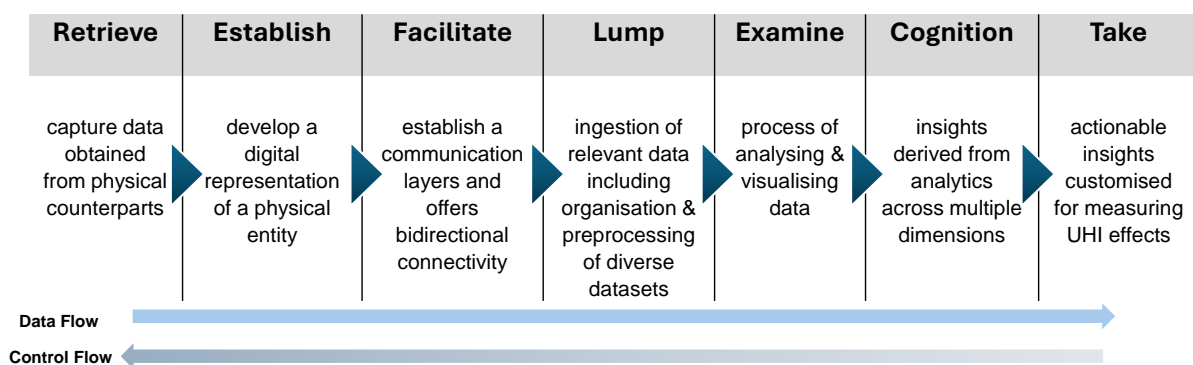 Retrieve
Establish
Facilitate
Lump
Examine
Cognition
Take
capture data
obtained
from physical
counterparts
develop a
digital
representation
of a physical
entity
establish a
communication
layers and
offers
bidirectional
connectivity
ingestion of
relevant data
including
organisation &
preprocessing
of diverse
datasets
process of
analysing &
visualising
data
insights
derived from
analytics
across multiple
dimensions
actionable
insights
customised
for measuring
UHI effects
Data Flow
Control Flow